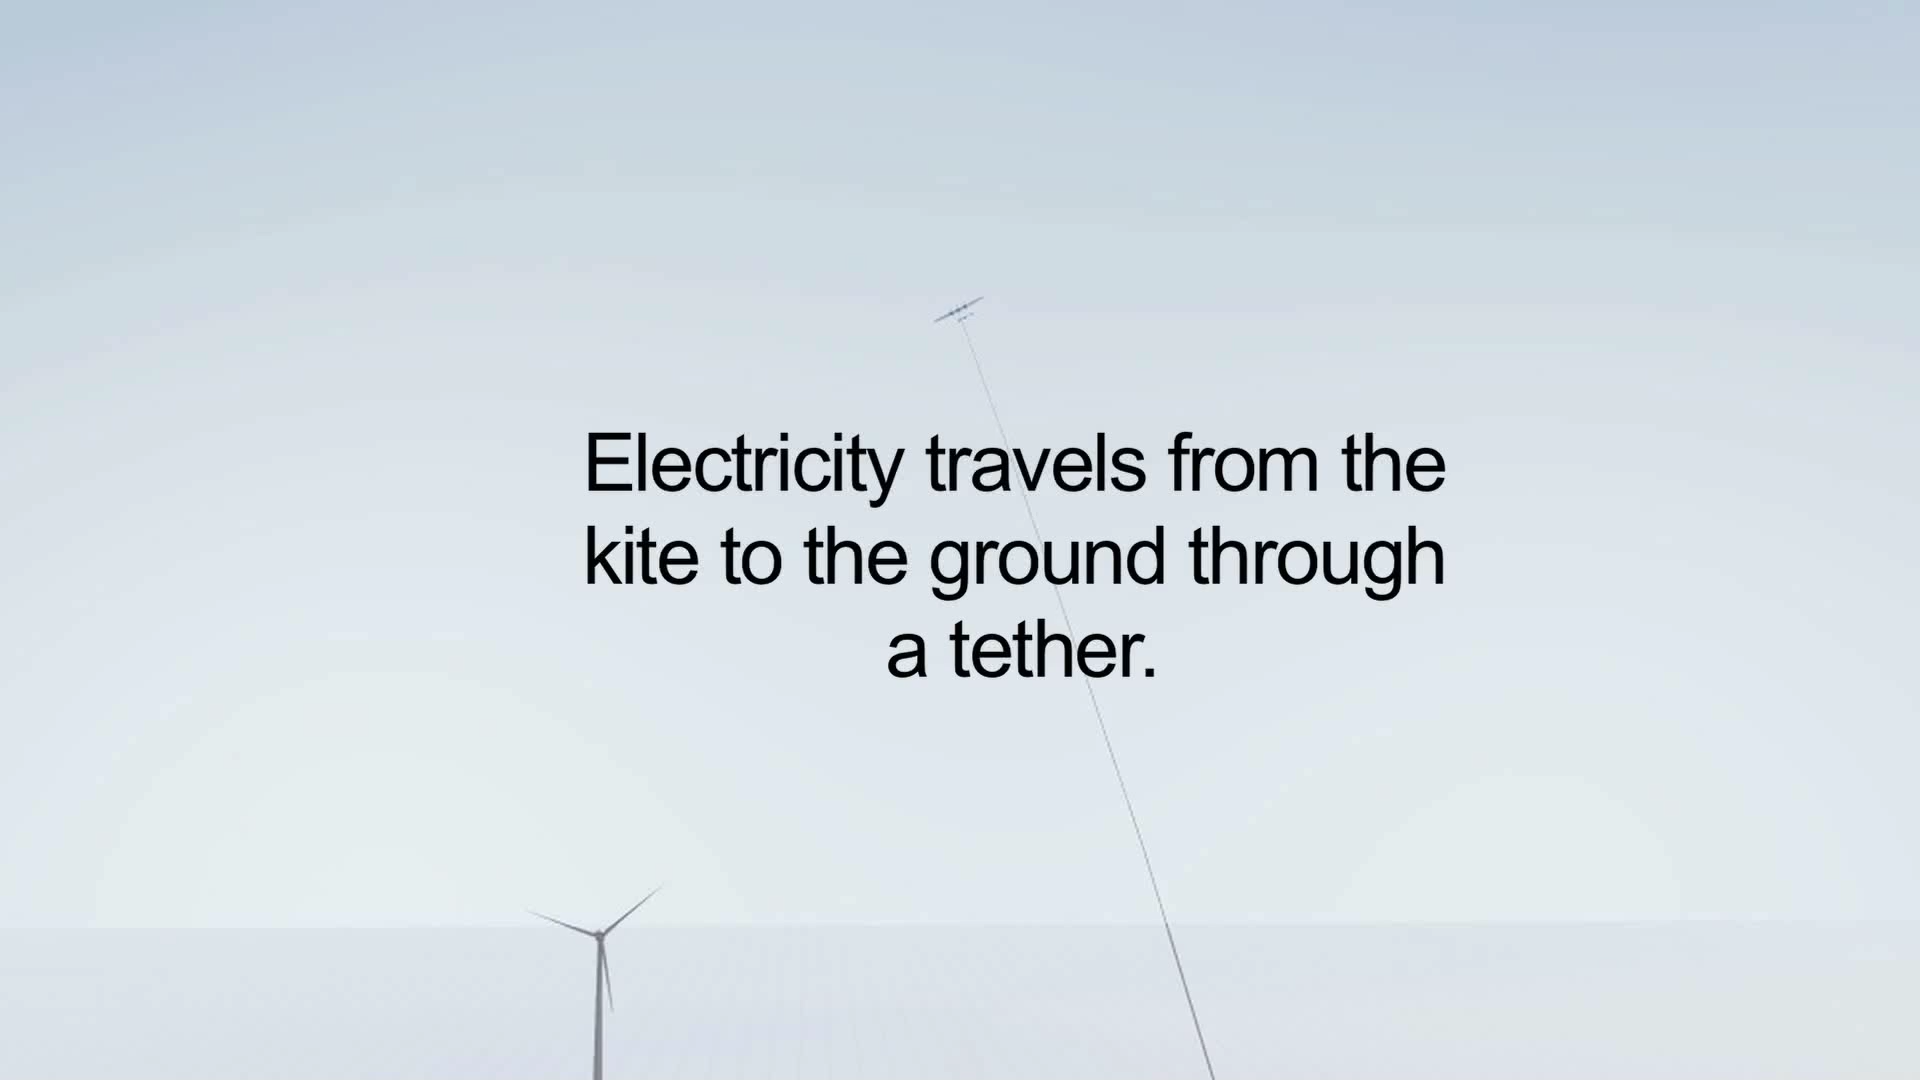 Electricity travels from the
kite to the ground through
a tether.